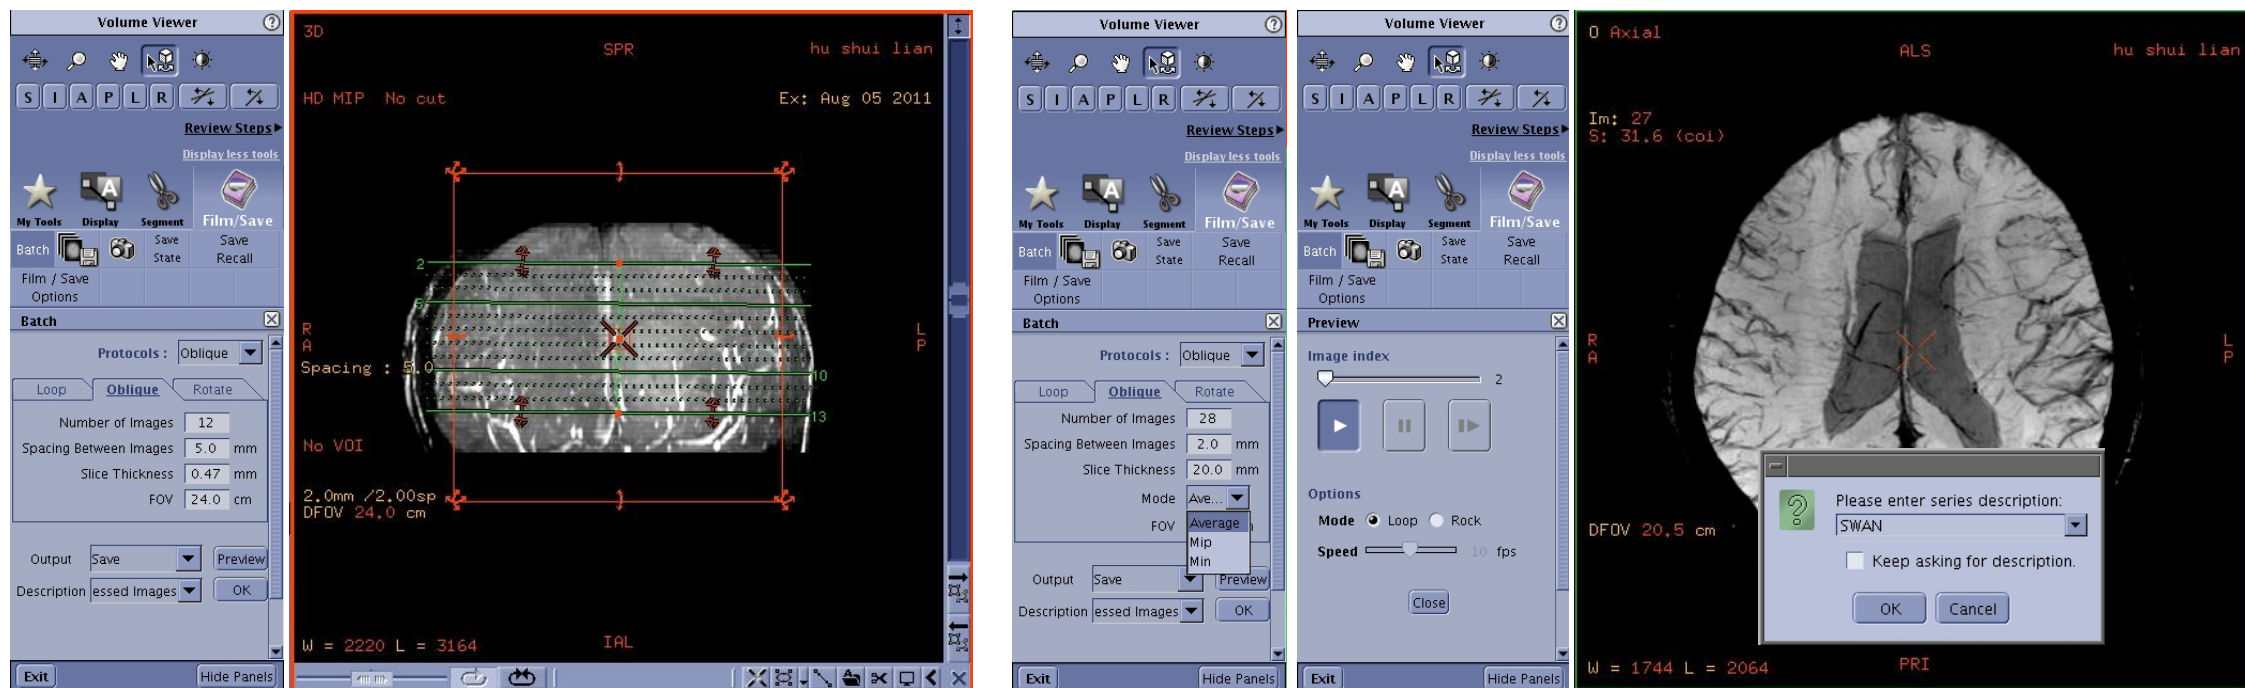 Volume Viewer
?
S I A P L R
Review Steps
Display less tools
A
My Tools Display Segment Film/Save
Batch Save State Save Recall
Film / Save Options
Batch
Protocols : Oblique
Loop Oblique Rotate
Number of Images 12
Spacing Between Images 5.0 mm
Slice Thickness 0.47 mm
FOV 24.0 cm
Output Save Preview
Description essed Images OK
Exit Hide Panels
3D
SPR
hu shui lian
HD MIP No cut
Ex: Aug 05 2011
2
5
R
A
L
P
Spacing : 5.0
10
13
No VOI
2.0mm /2.00sp
DFOV 24.0 cm
W = 2220 L = 3164
IAL
Volume Viewer
?
S I A P L R
Review Steps
Display less tools
A
My Tools Display Segment Film/Save
Batch Save State Save Recall
Film / Save Options
Batch
Protocols : Oblique
Loop Oblique Rotate
Number of Images 28
Spacing Between Images 2.0 mm
Slice Thickness 20.0 mm
Mode Ave...
Average
Mip
Min
FOV
Output Save Preview
Description essed Images OK
Exit Hide Panels
Volume Viewer
?
S I A P L R
Review Steps
Display less tools
A
My Tools Display Segment Film/Save
Batch Save State Save Recall
Film / Save Options
Preview
Image index
2
Options
Mode Loop Rock
Speed 10 fps
Close
Exit Hide Panels
O Axial
ALS
hu shui lian
Im: 27
S: 31.6 (coi)
R
A
L
P
DFOV 20.5 cm
W = 1744 L = 2064
PRI
?
Please enter series description:
SWAN
Keep asking for description.
OK Cancel